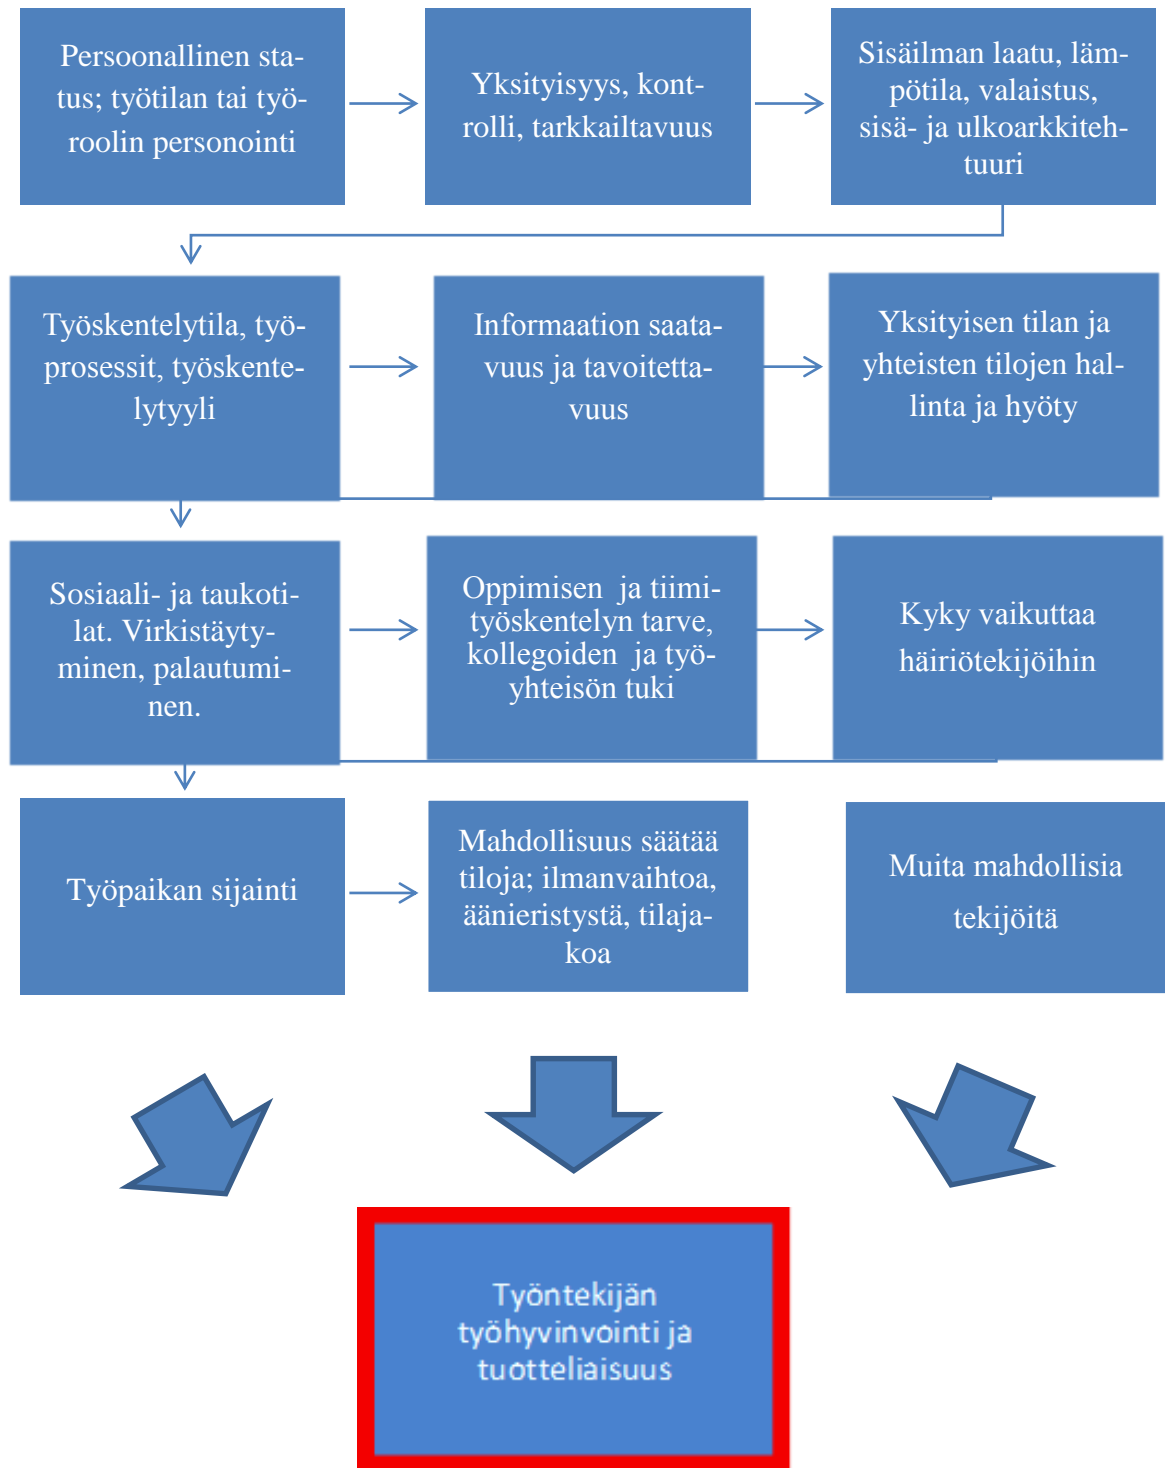 Persoonallinen sta-
tus; työtilan tai työ-
roolin personointi
Yksityisyys, kont-
rolli, tarkkailtavuus
Sisäilman laatu, läm-
pötila, valaistus,
sisä- ja ulkoarkkiteh-
tuuri
Työskentelytila, työ-
prosessit, työskente-
lytyyli
Informaation saata-
vuus ja tavoitetta-
vuus
Yksityisen tilan ja
yhteisten tilojen hal-
linta ja hyöty
Sosiaali- ja taukoti-
lat. Virkistäyty-
minen, palautumi-
nen.
Oppimisen ja tiimi-
työskentelyn tarve,
kollegoiden ja työ-
yhteisön tuki
Kyky vaikuttaa
häiriötekijöihin
Työpaikan sijainti
Mahdollisuus säätää
tiloja; ilmanvaihtoa,
äänieristystä, tilaja-
koa
Muita mahdollisia
tekijöitä
Työntekijän
työhyvinvointi ja
tuotteliaisuus